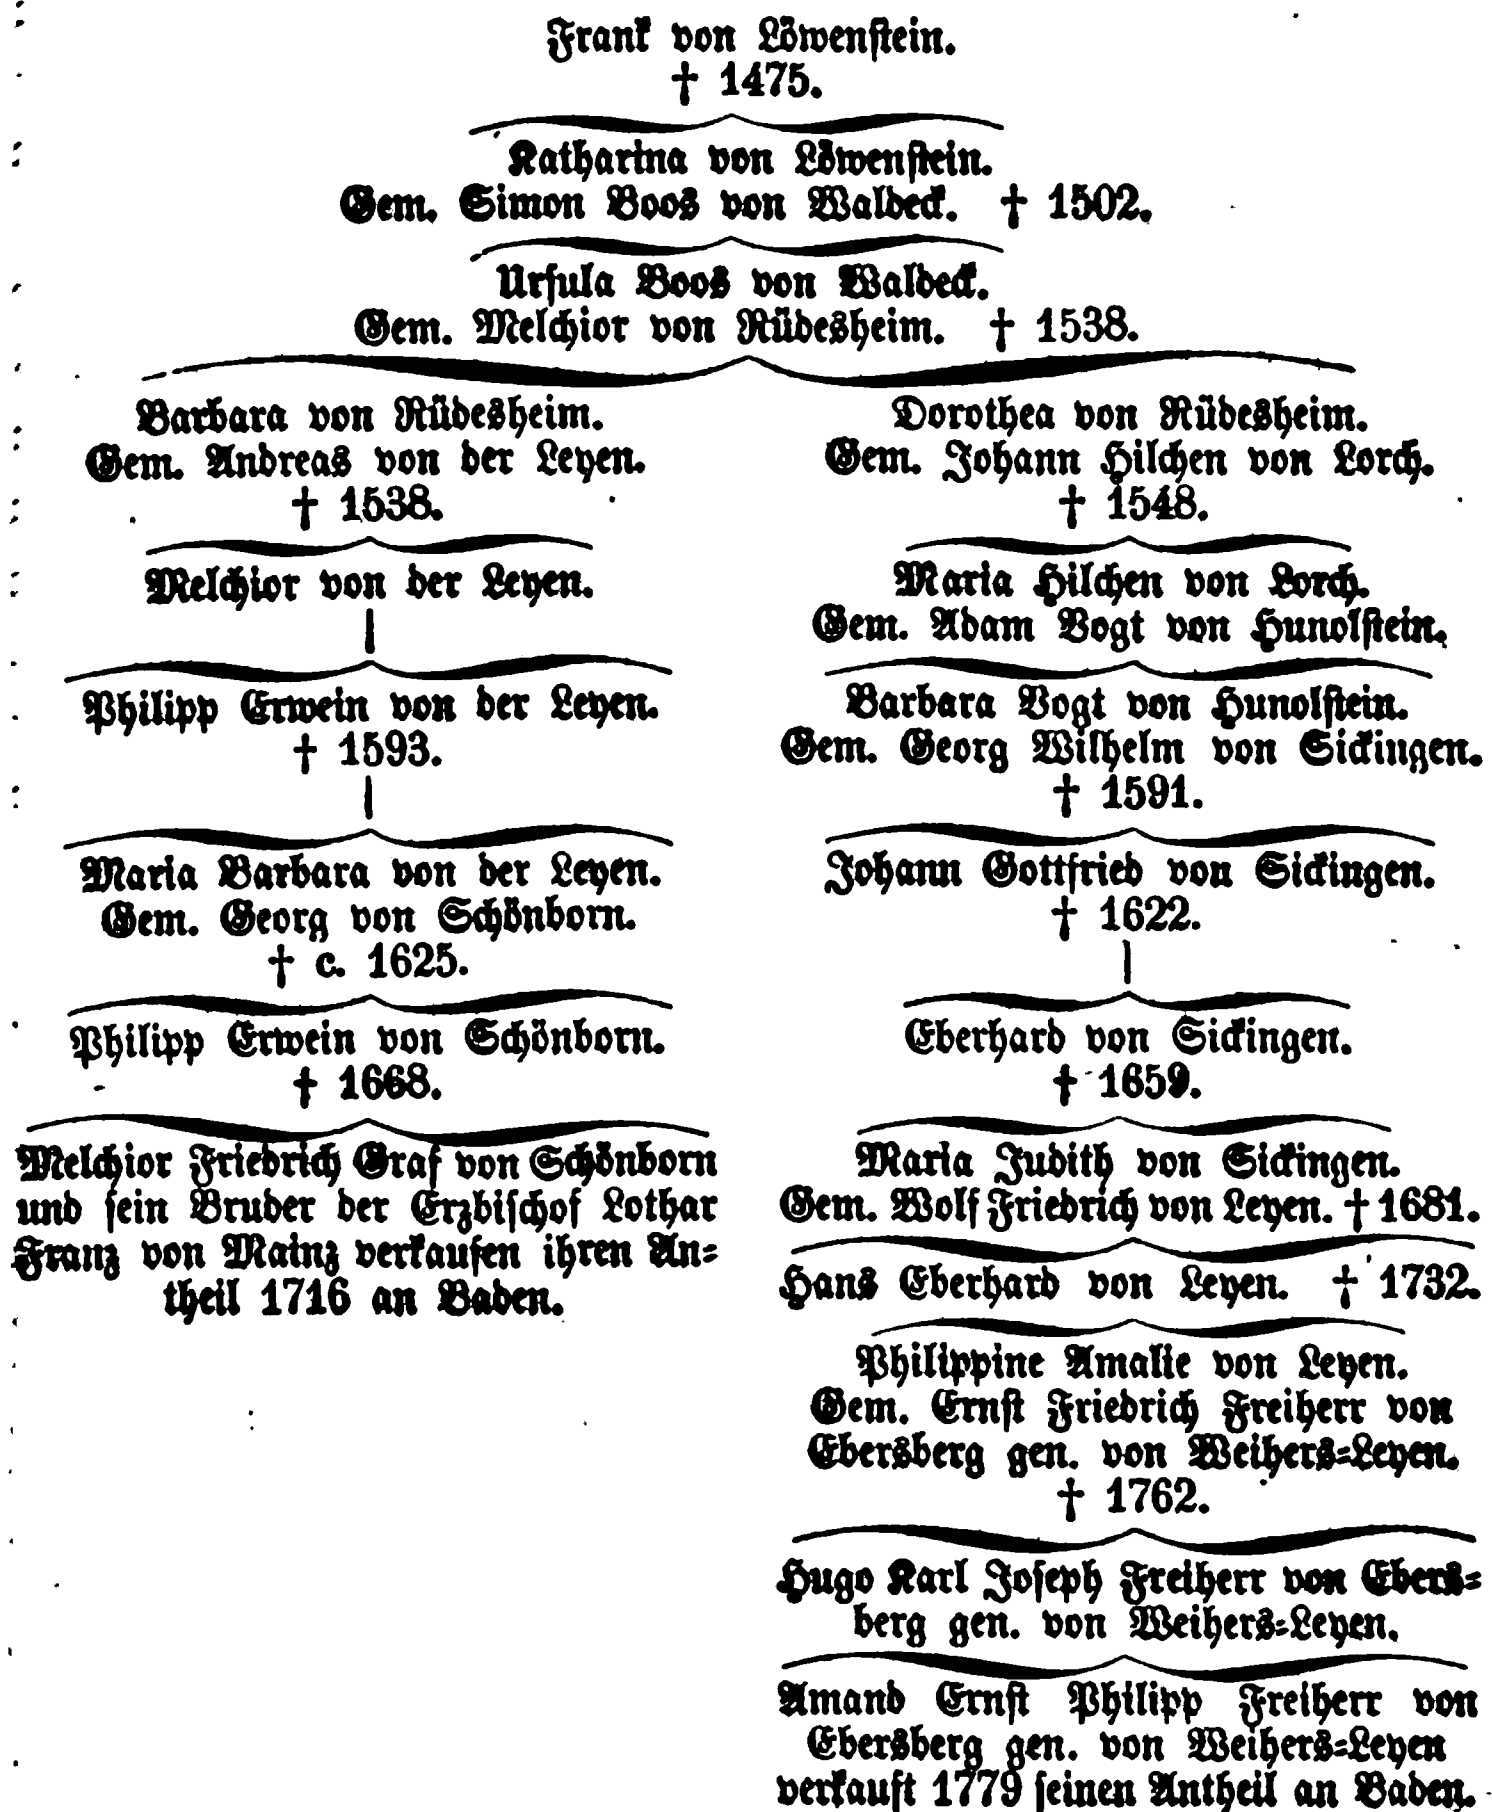 Frank von Löwenstein.
† 1475.
Katharina von Löwenstein.
Gem. Simon Boos von Waldeck. † 1502.
Ursula Boos von Waldeck.
Gem. Melchior von Rüdesheim. † 1538.
Barbara von Rüdesheim.
Gem. Andreas von der Leyen.
† 1538.
Melchior von der Leyen.
Philipp Erwein von der Leyen.
† 1593.
Maria Barbara von der Leyen.
Gem. Georg von Schönborn.
† c. 1625.
Philipp Erwein von Schönborn.
† 1668.
Melchior Friedrich Graf von Schönborn
und sein Bruder der Erzbischof Lothar
Franz von Mainz verkaufen ihren An-
theil 1716 an Baden.
Dorothea von Rüdesheim.
Gem. Johann Hilchen von Lorch.
† 1548.
Maria Hilchen von Lorch.
Gem. Adam Vogt von Hunolstein.
Barbara Vogt von Hunolstein.
Gem. Georg Wilhelm von Sickingen.
† 1591.
Johann Gottfried von Sickingen.
† 1622.
Eberhard von Sickingen.
† 1659.
Maria Judith von Sickingen.
Gem. Wolf Friedrich von Leyen. † 1681.
Hans Eberhard von Leyen. † 1732.
Philippine Amalie von Leyen.
Gem. Ernst Friedrich Freiherr von
Ebersberg gen. von Weihers-Leyen.
† 1762.
Hugo Karl Joseph Freiherr von Ebers-
berg gen. von Weihers-Leyen.
Amand Ernst Philipp Freiherr von
Ebersberg gen. von Weihers-Leyen
verkauft 1779 seinen Antheil an Baden.